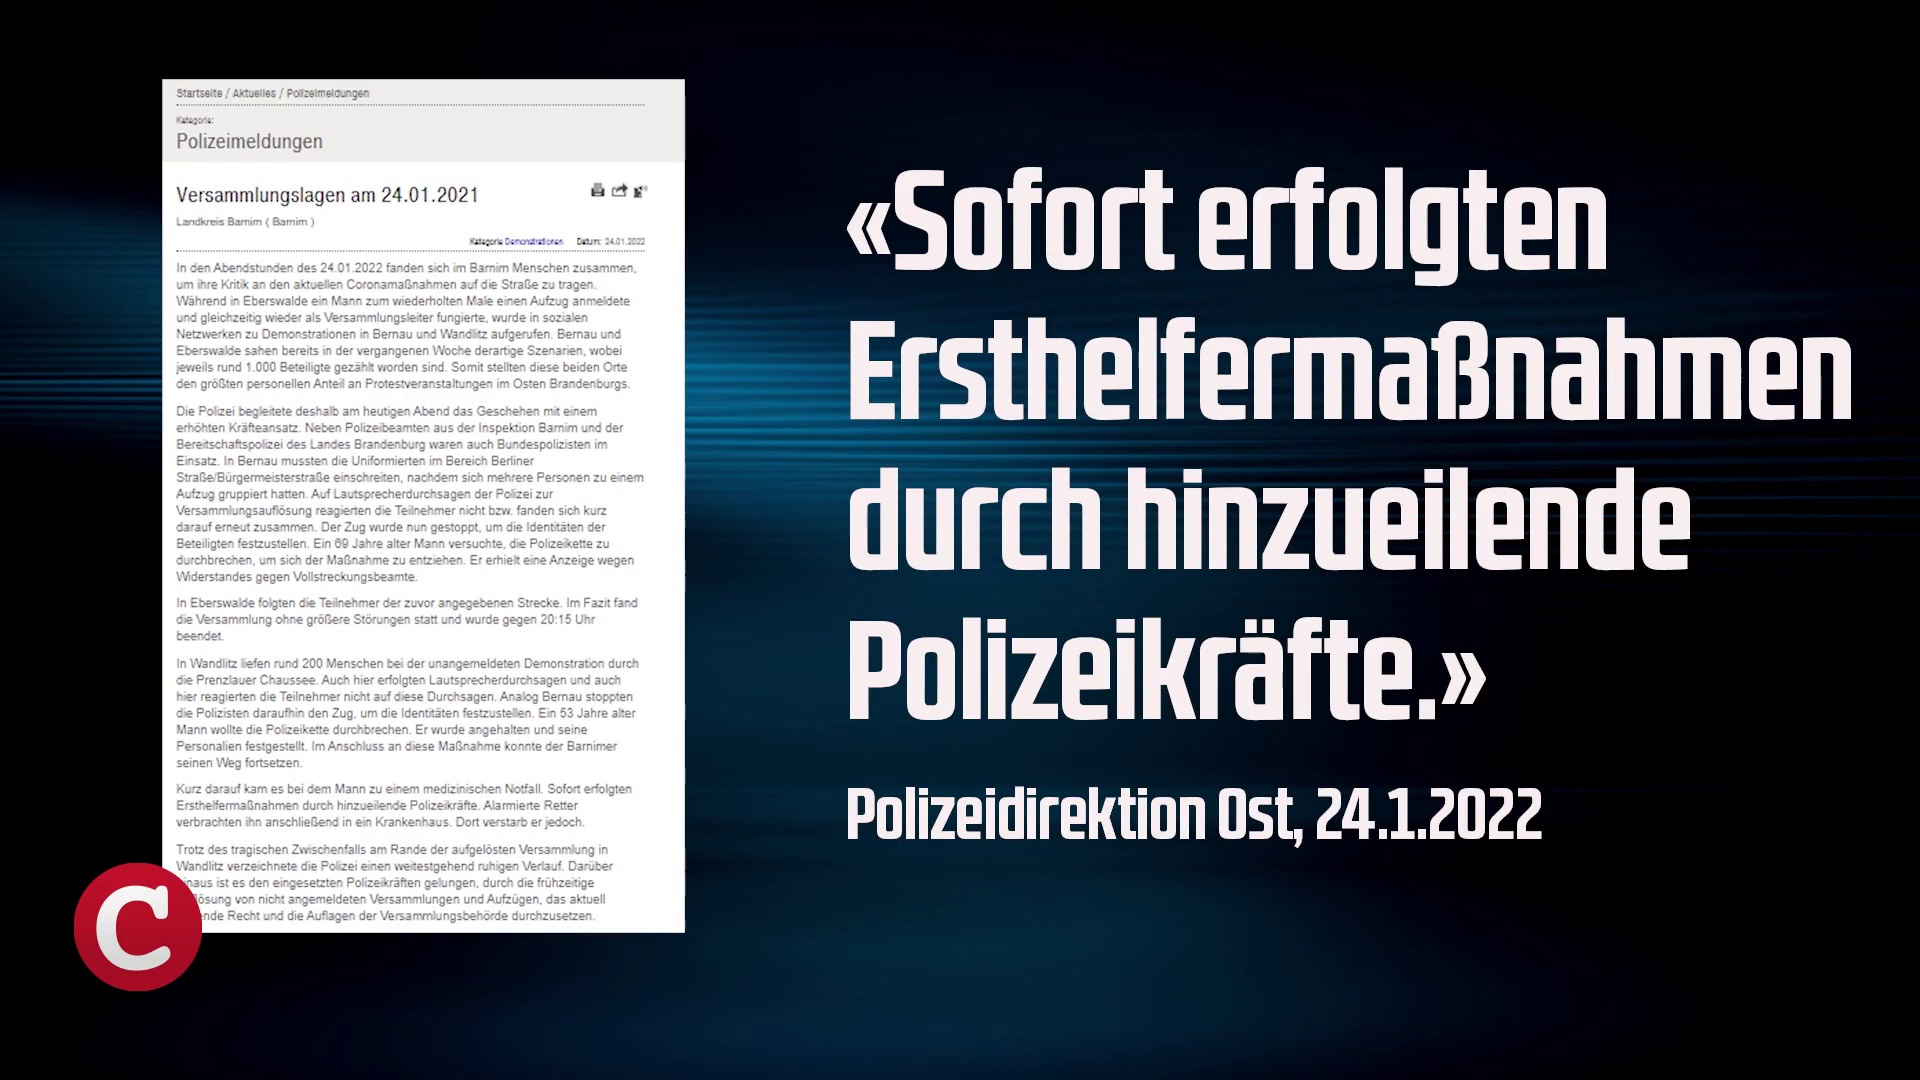 Startseite / Aktuelles / Polizeimeldungen
Kategorie:
Polizeimeldungen
Versammlungslagen am 24.01.2021
Landkreis Barnim ( Barnim )
Kategorie Demonstrationen Datum: 24.01.2022
In den Abendstunden des 24.01.2022 fanden sich im Barnim Menschen zusammen,
um ihre Kritik an den aktuellen Coronamaßnahmen auf die Straße zu tragen.
Während in Eberswalde ein Mann zum wiederholten Male einen Aufzug anmeldete
und gleichzeitig wieder als Versammlungsleiter fungierte, wurde in sozialen
Netzwerken zu Demonstrationen in Bernau und Wandlitz aufgerufen. Bernau und
Eberswalde sahen bereits in der vergangenen Woche derartige Szenarien, wobei
jeweils rund 1.000 Beteiligte gezählt worden sind. Somit stellten diese beiden Orte
den größten personellen Anteil an Protestveranstaltungen im Osten Brandenburgs.
Die Polizei begleitete deshalb am heutigen Abend das Geschehen mit einem
erhöhten Kräfteansatz. Neben Polizeibeamten aus der Inspektion Barnim und der
Bereitschaftspolizei des Landes Brandenburg waren auch Bundespolizisten im
Einsatz. In Bernau mussten die Uniformierten im Bereich Berliner
Straße/Bürgermeisterstraße einschreiten, nachdem sich mehrere Personen zu einem
Aufzug gruppiert hatten. Auf Lautsprecherdurchsagen der Polizei zur
Versammlungsauflösung reagierten die Teilnehmer nicht bzw. fanden sich kurz
darauf erneut zusammen. Der Zug wurde nun gestoppt, um die Identitäten der
Beteiligten festzustellen. Ein 69 Jahre alter Mann versuchte, die Polizeikette zu
durchbrechen, um sich der Maßnahme zu entziehen. Er erhielt eine Anzeige wegen
Widerstandes gegen Vollstreckungsbeamte.
In Eberswalde folgten die Teilnehmer der zuvor angegebenen Strecke. Im Fazit fand
die Versammlung ohne größere Störungen statt und wurde gegen 20:15 Uhr
beendet.
In Wandlitz liefen rund 200 Menschen bei der unangemeldeten Demonstration durch
die Prenzlauer Chaussee. Auch hier erfolgten Lautsprecherdurchsagen und auch
hier reagierten die Teilnehmer nicht auf diese Durchsagen. Analog Bernau stoppten
die Polizisten daraufhin den Zug, um die Identitäten festzustellen. Ein 53 Jahre alter
Mann wollte die Polizeikette durchbrechen. Er wurde angehalten und seine
Personalien festgestellt. Im Anschluss an diese Maßnahme konnte der Barnimer
seinen Weg fortsetzen.
Kurz darauf kam es bei dem Mann zu einem medizinischen Notfall. Sofort erfolgten
Ersthelfermaßnahmen durch hinzueilende Polizeikräfte. Alarmierte Retter
verbrachten ihn anschließend in ein Krankenhaus. Dort verstarb er jedoch.
Trotz des tragischen Zwischenfalls am Rande der aufgelösten Versammlung in
Wandlitz verzeichnete die Polizei einen weitestgehend ruhigen Verlauf. Darüber
inaus ist es den eingesetzten Polizeikräften gelungen, durch die frühzeitige
ösung von nicht angemeldeten Versammlungen und Aufzügen, das aktuell
ende Recht und die Auflagen der Versammlungsbehörde durchzusetzen.
«Sofort erfolgten
Ersthelfermaßnahmen
durch hinzueilende
Polizeikräfte.»
Polizeidirektion Ost, 24.1.2022
C